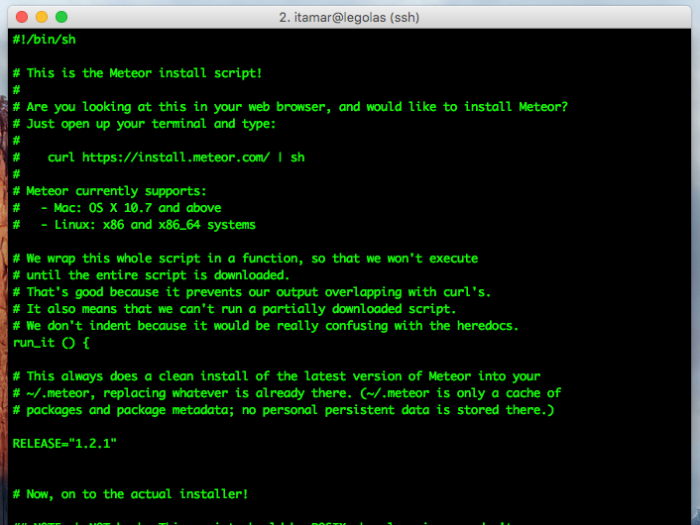 2. itamar@legolas (ssh)
#!/bin/sh
# This is the Meteor install script!
#
# Are you looking at this in your web browser, and would like to install Meteor?
# Just open up your terminal and type:
#
#    curl https://install.meteor.com/ | sh
#
# Meteor currently supports:
#   - Mac: OS X 10.7 and above
#   - Linux: x86 and x86_64 systems
# We wrap this whole script in a function, so that we won't execute
# until the entire script is downloaded.
# That's good because it prevents our output overlapping with curl's.
# It also means that we can't run a partially downloaded script.
# We don't indent because it would be really confusing with the heredocs.
run_it () {
# This always does a clean install of the latest version of Meteor into your
# ~/.meteor, replacing whatever is already there. (~/.meteor is only a cache of
# packages and package metadata; no personal persistent data is stored there.)
RELEASE="1.2.1"
# Now, on to the actual installer!